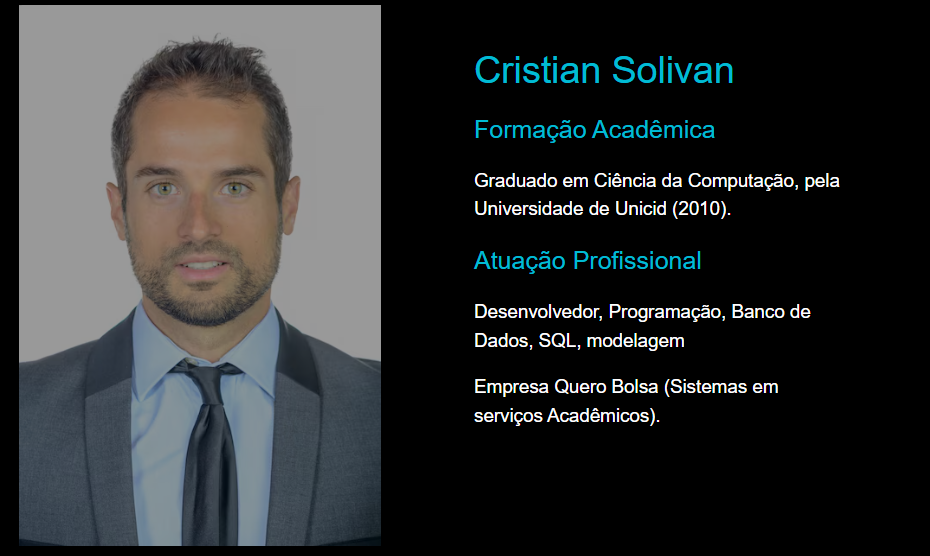 Cristian Solivan
Formação Acadêmica
Graduado em Ciência da Computação, pela
Universidade de Unicid (2010).
Atuação Profissional
Desenvolvedor, Programação, Banco de
Dados, SQL, modelagem
Empresa Quero Bolsa (Sistemas em
serviços Acadêmicos).